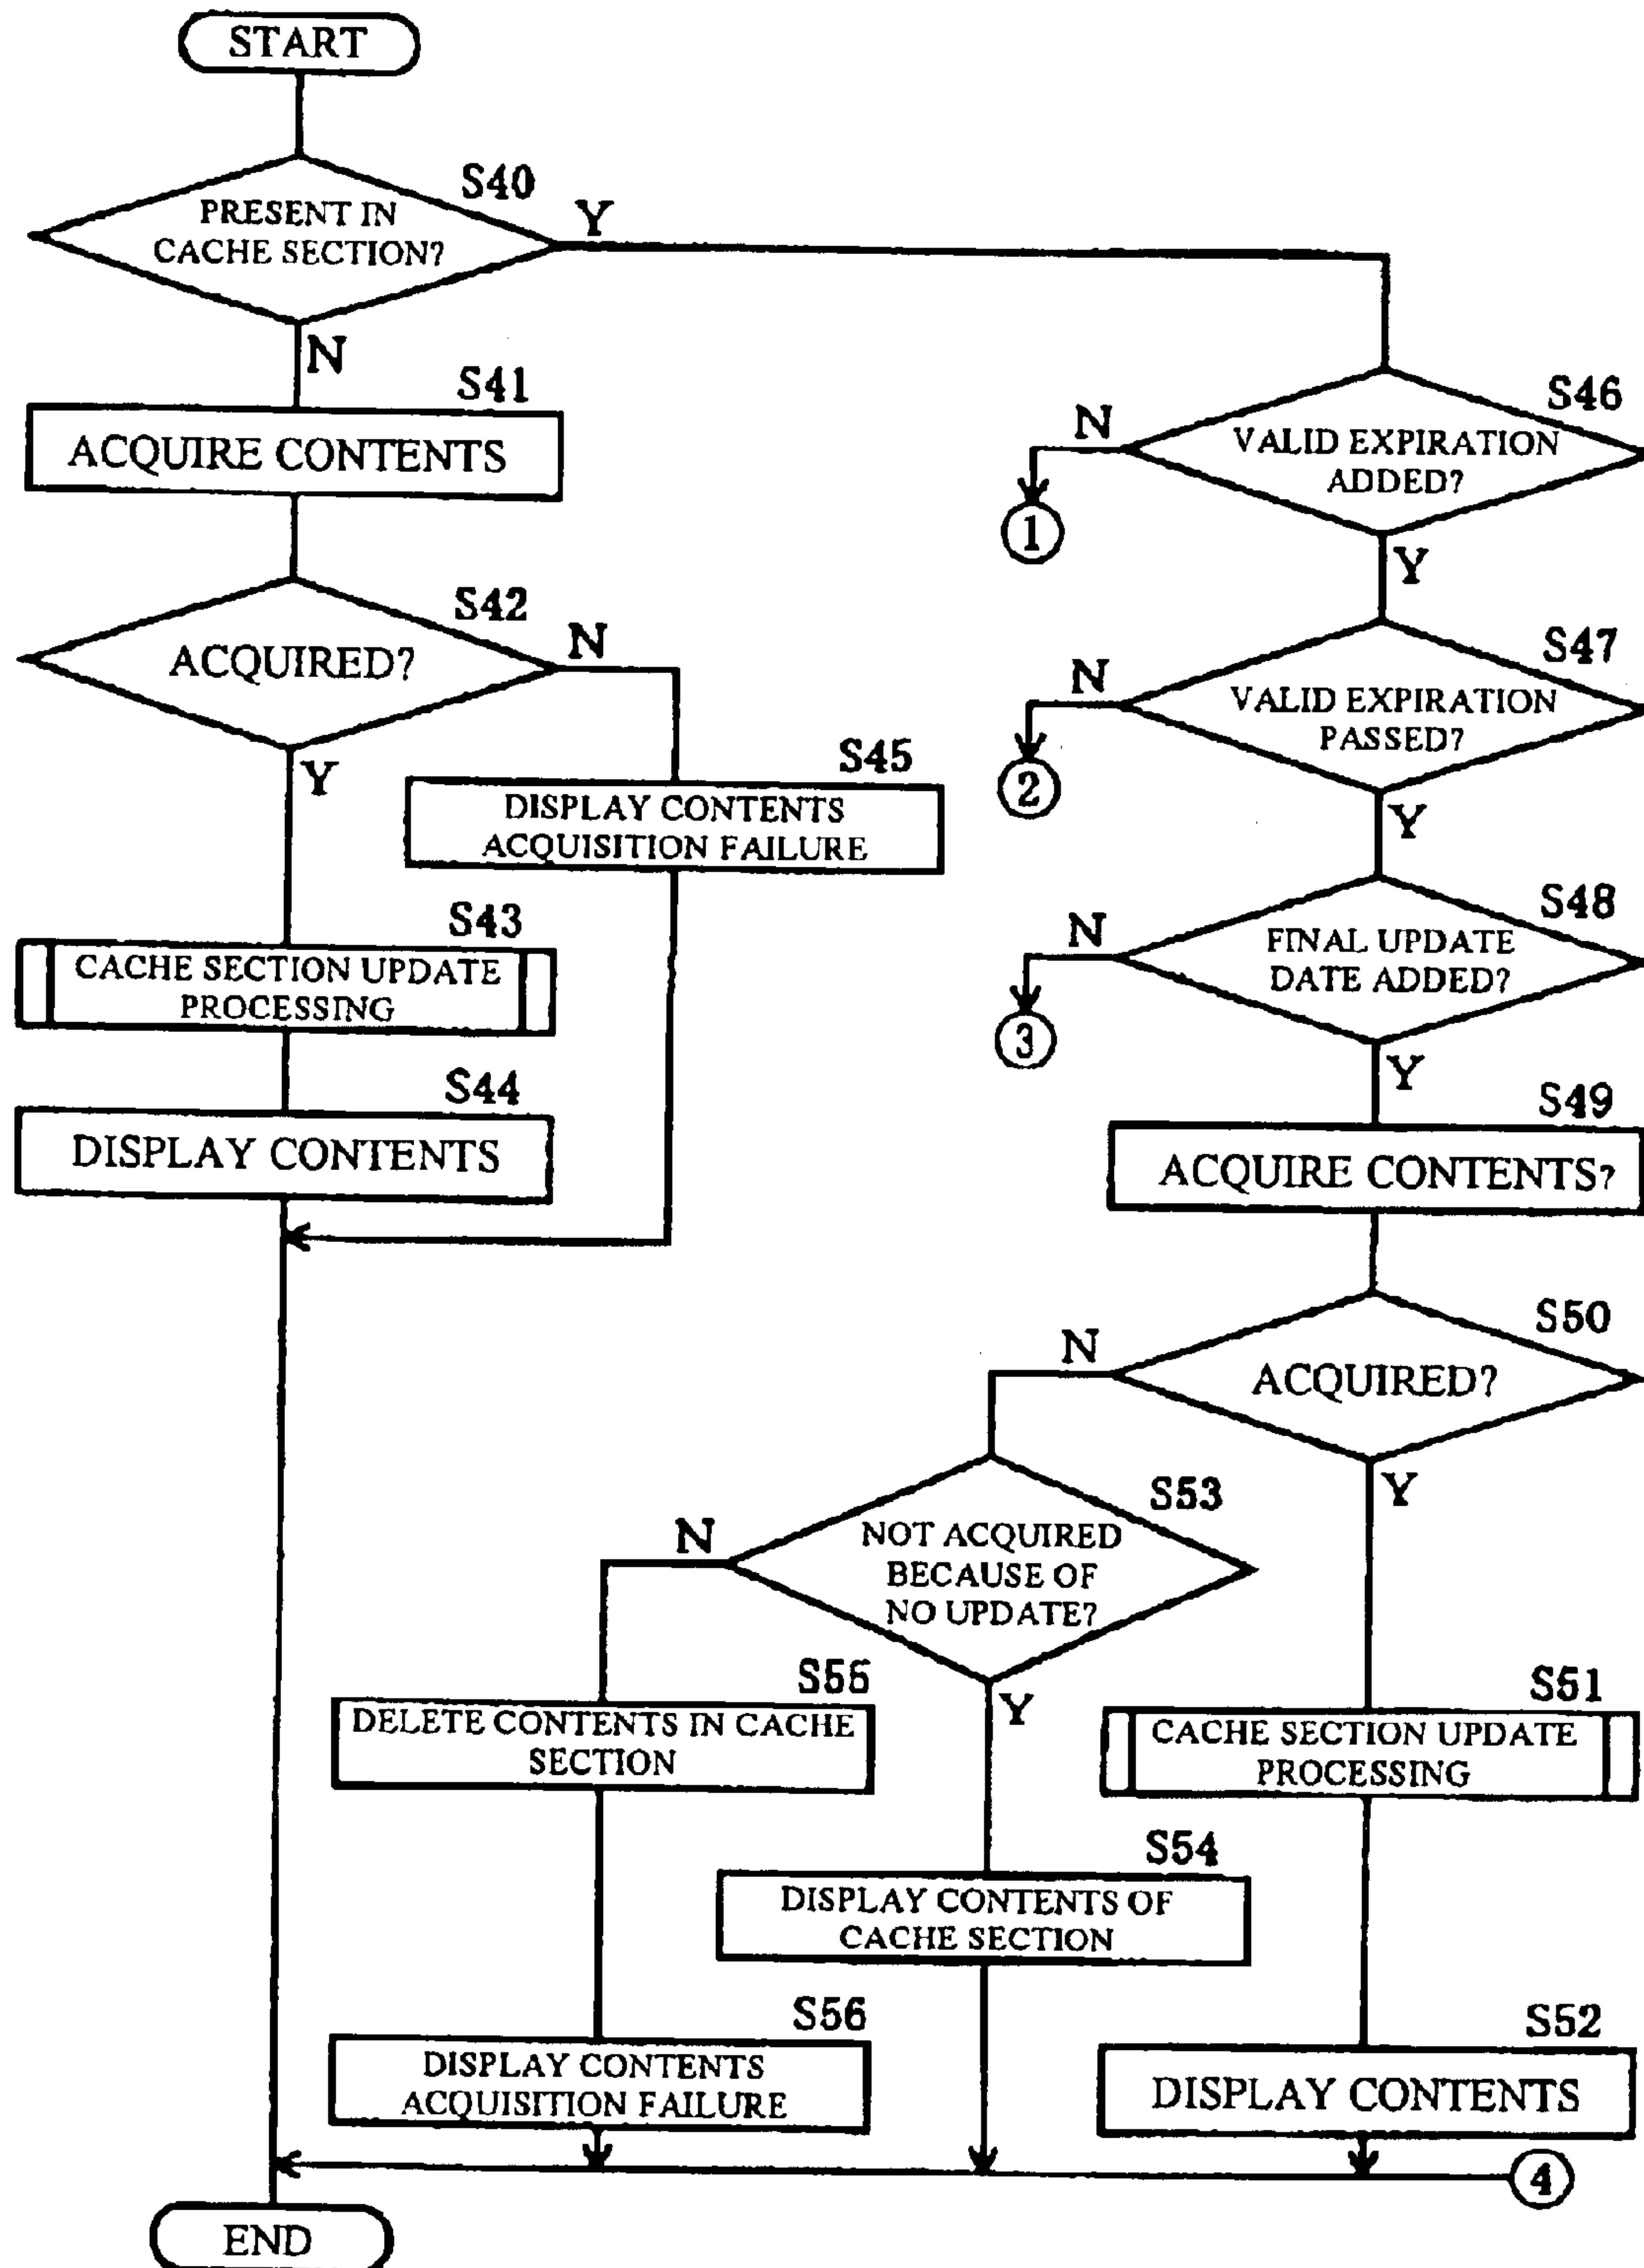 START
S40
PRESENT IN
CACHE SECTION?
Y
N
S41
ACQUIRE CONTENTS
S42
ACQUIRED?
N
Y
S45
DISPLAY CONTENTS
ACQUISITION FAILURE
S43
CACHE SECTION UPDATE
PROCESSING
S44
DISPLAY CONTENTS
S46
VALID EXPIRATION
ADDED?
N
1
Y
S47
VALID EXPIRATION
PASSED?
N
2
Y
S48
FINAL UPDATE
DATE ADDED?
N
3
Y
S49
ACQUIRE CONTENTS?
S50
ACQUIRED?
N
Y
S53
NOT ACQUIRED
BECAUSE OF
NO UPDATE?
N
Y
S55
DELETE CONTENTS IN CACHE
SECTION
S51
CACHE SECTION UPDATE
PROCESSING
S54
DISPLAY CONTENTS OF
CACHE SECTION
S56
DISPLAY CONTENTS
ACQUISITION FAILURE
S52
DISPLAY CONTENTS
4
END